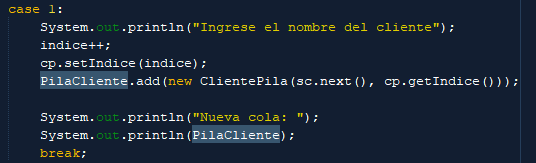 case 1:
System.out.println("Ingrese el nombre del cliente");
indice++;
cp.setIndice(indice);
PilaCliente.add(new ClientePila(sc.next(), cp.getIndice()));
System.out.println("Nueva cola: ");
System.out.println(PilaCliente);
break;